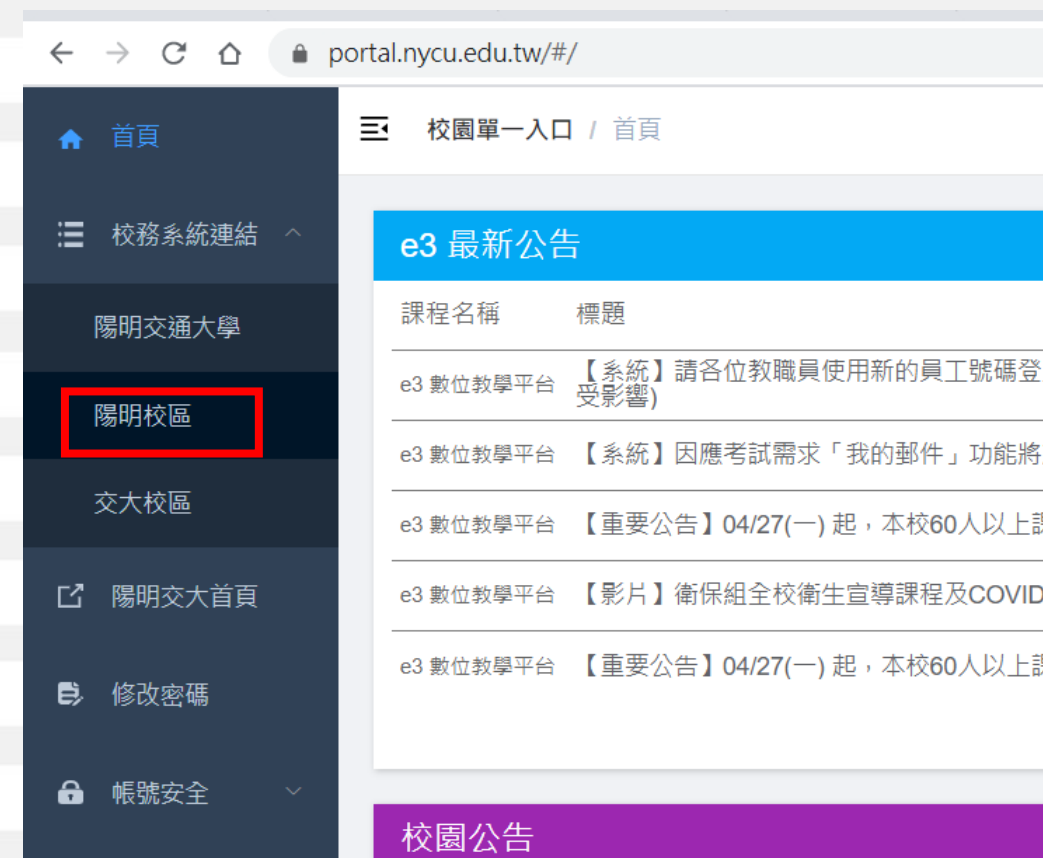 portal.nycu.edu.tw/#/
首頁
校務系統連結
陽明交通大學
陽明校區
交大校區
陽明交大首頁
修改密碼
帳號安全
校園單一入口 / 首頁
e3 最新公告
課程名稱 標題
e3 數位教學平台 【系統】請各位教職員使用新的員工號碼登
受影響)
e3 數位教學平台 【系統】因應考試需求「我的郵件」功能將
e3 數位教學平台 【重要公告】04/27(一) 起，本校60人以上
e3 數位教學平台 【影片】衛保組全校衛生宣導課程及COVID
e3 數位教學平台 【重要公告】04/27(一) 起，本校60人以上
校園公告